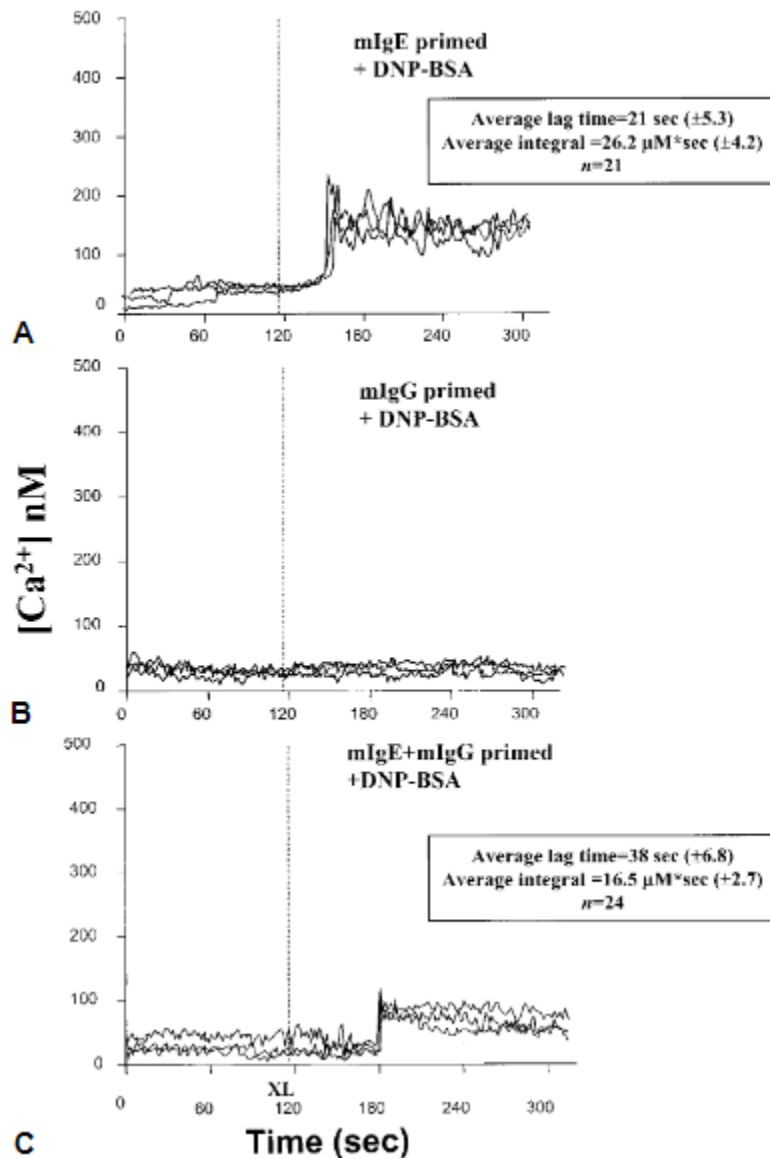 500
400
300
200
100
0
mIgE primed
+ DNP-BSA
Average lag time=21 sec (±5.3)
Average integral =26.2 µM*sec (±4.2)
n=21
0 60 120 180 240 300
A
500
400
300
200
100
0
mIgG primed
+ DNP-BSA
[Ca²⁺] nM
0 60 120 180 240 300
B
500
400
300
200
100
0
mIgE+mIgG primed
+DNP-BSA
Average lag time=38 sec (+6.8)
Average integral =16.5 µM*sec (+2.7)
n=24
XL
0 60 120 180 240 300
C
Time (sec)